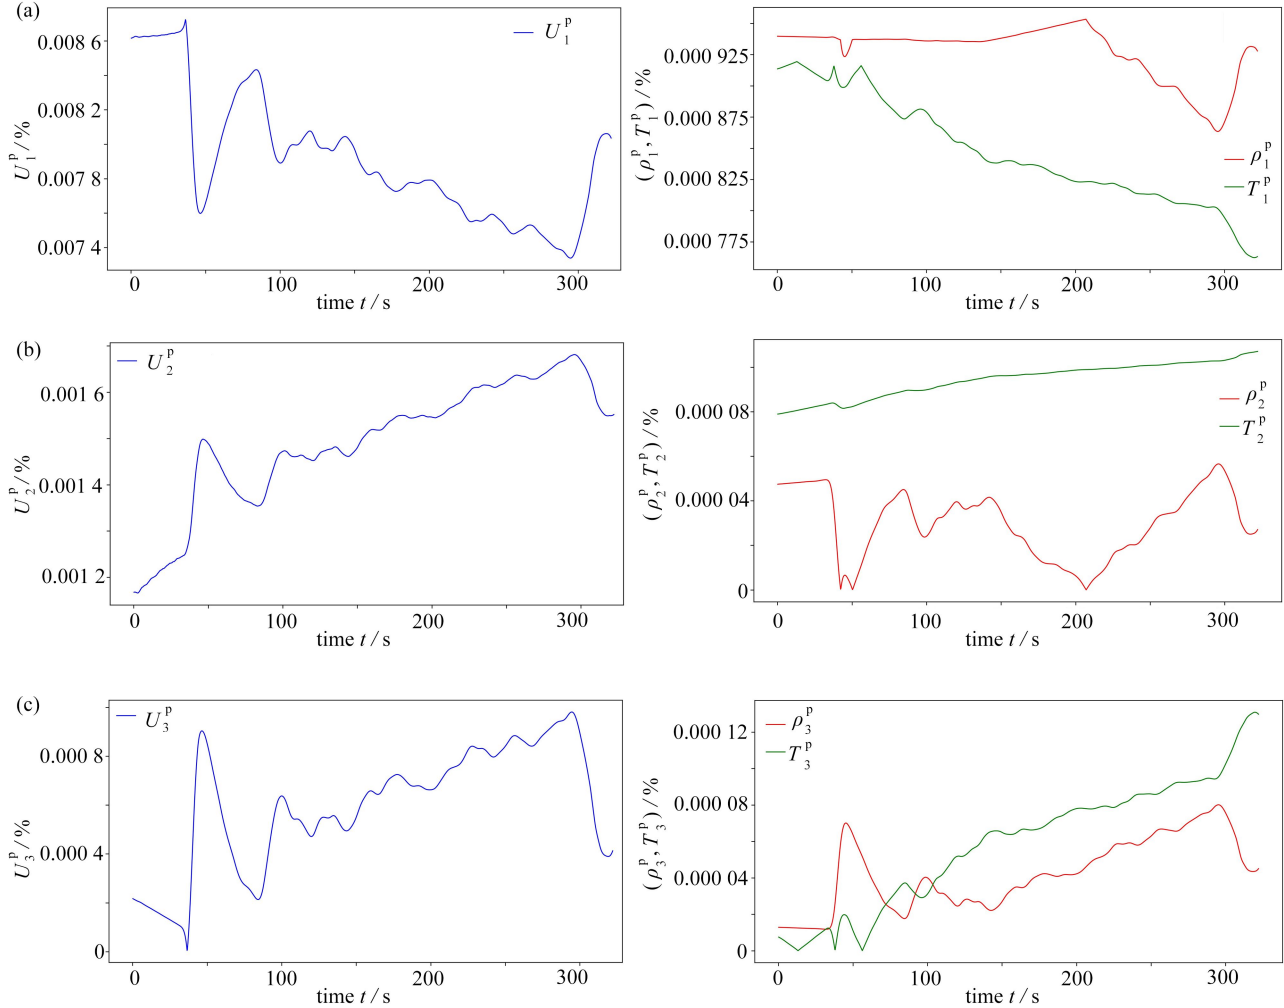 (a)
U₁ᵖ
0.008 6
0.008 2
0.007 8
0.007 4
U₁ᵖ / %
0
100
200
300
time t / s
0.000 925
0.000 875
0.000 825
0.000 775
(ρ₁ᵖ, T₁ᵖ) / %
ρ₁ᵖ
T₁ᵖ
0
100
200
300
time t / s
(b)
U₂ᵖ
0.001 6
0.001 4
0.001 2
U₂ᵖ / %
0
100
200
300
time t / s
0.000 08
0.000 04
0
(ρ₂ᵖ, T₂ᵖ) / %
ρ₂ᵖ
T₂ᵖ
0
100
200
300
time t / s
(c)
U₃ᵖ
0.000 8
0.000 4
0
U₃ᵖ / %
0
100
200
300
time t / s
ρ₃ᵖ
T₃ᵖ
0.000 12
0.000 08
0.000 04
0
(ρ₃ᵖ, T₃ᵖ) / %
0
100
200
300
time t / s